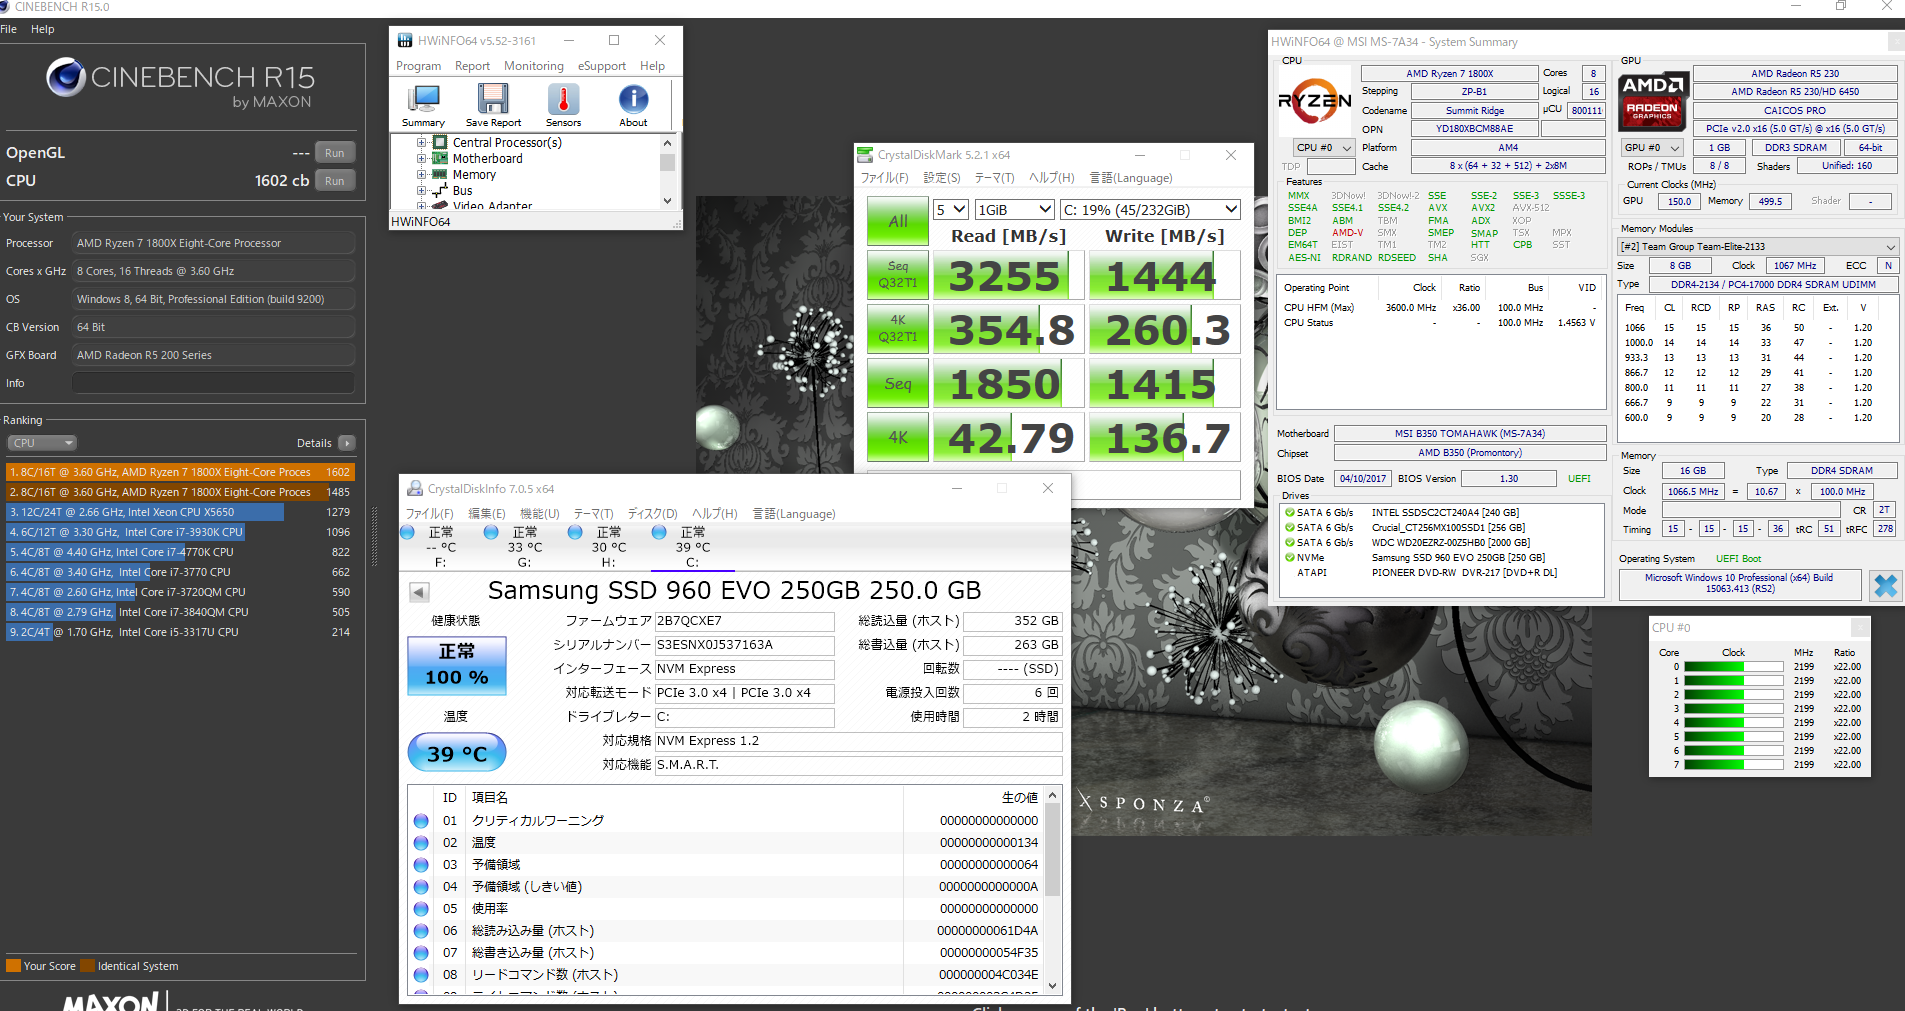 CINEBENCH R15.0
File Help
CINEBENCH R15
by MAXON
OpenGL --- Run
CPU 1602 cb Run
Your System
Processor AMD Ryzen 7 1800X Eight-Core Processor
Cores x GHz 8 Cores, 16 Threads @ 3.60 GHz
OS Windows 8, 64 Bit, Professional Edition (build 9200)
CB Version 64 Bit
GFX Board AMD Radeon R5 200 Series
Info
Ranking
CPU Details
1. 8C/16T @ 3.60 GHz, AMD Ryzen 7 1800X Eight-Core Proces 1602
2. 8C/16T @ 3.60 GHz, AMD Ryzen 7 1800X Eight-Core Proces 1485
3. 12C/24T @ 2.66 GHz, Intel Xeon CPU X5650 1279
4. 6C/12T @ 3.30 GHz, Intel Core i7-3930K CPU 1096
5. 4C/8T @ 4.40 GHz, Intel Core i7-4770K CPU 822
6. 4C/8T @ 3.40 GHz, Intel Core i7-3770 CPU 662
7. 4C/8T @ 2.60 GHz, Intel Core i7-3720QM CPU 590
8. 4C/8T @ 2.79 GHz, Intel Core i7-3840QM CPU 505
9. 2C/4T @ 1.70 GHz, Intel Core i5-3317U CPU 214
Your Score Identical System
MAXON
HWiNFO64 v5.52-3161
Program Report Monitoring eSupport Help
Summary Save Report Sensors About
Central Processor(s)
Motherboard
Memory
Bus
Video Adapter
HWiNFO64
CrystalDiskMark 5.2.1 x64
ファイル(F) 設定(S) テーマ(T) ヘルプ(H) 言語(Language)
All 5 1GiB C: 19% (45/232GiB)
Read [MB/s] Write [MB/s]
Seq Q32T1 3255 1444
4K Q32T1 354.8 260.3
Seq 1850 1415
4K 42.79 136.7
CrystalDiskInfo 7.0.5 x64
ファイル(F) 編集(E) 機能(U) テーマ(T) ディスク(D) ヘルプ(H) 言語(Language)
正常 正常 正常 正常
-- °C 33 °C 30 °C 39 °C
F: G: H: C:
Samsung SSD 960 EVO 250GB 250.0 GB
健康状態
正常
100 %
温度
39 °C
ファームウェア 2B7QCXE7 総読込量 (ホスト) 352 GB
シリアルナンバー S3ESNX0J537163A 総書込量 (ホスト) 263 GB
インターフェース NVM Express 回転数 ---- (SSD)
対応転送モード PCIe 3.0 x4 | PCIe 3.0 x4 電源投入回数 6 回
ドライブレター C: 使用時間 2 時間
対応規格 NVM Express 1.2
対応機能 S.M.A.R.T.
ID 項目名 生の値
01 クリティカルワーニング 00000000000000
02 温度 00000000000134
03 予備領域 00000000000064
04 予備領域 (しきい値) 0000000000000A
05 使用率 00000000000000
06 総読み込み量 (ホスト) 00000000061D4A
07 総書き込み量 (ホスト) 00000000054F35
08 リードコマンド数 (ホスト) 000000004C034E
XSPONZA
HWiNFO64 @ MSI MS-7A34 - System Summary
CPU
RYZEN
AMD Ryzen 7 1800X Cores 8
Stepping ZP-B1 Logical 16
Codename Summit Ridge µCU 800111
OPN YD180XBCM88AE
CPU #0 Platform AM4
TDP Cache 8 x (64 + 32 + 512) + 2x8M
Features
MMX 3DNow! 3DNow!-2 SSE SSE-2 SSE-3 SSSE-3
SSE4A SSE4.1 SSE4.2 AVX AVX2 AVX-512
BMI2 ABM TBM FMA ADX XOP
DEP AMD-V SMX SMEP SMAP TSX MPX
EM64T EIST TM1 TM2 HTT CPB SST
AES-NI RDRAND RDSEED SHA SGX
Operating Point Clock Ratio Bus VID
CPU HFM (Max) 3600.0 MHz x36.00 100.0 MHz -
CPU Status - - 100.0 MHz 1.4563 V
Motherboard MSI B350 TOMAHAWK (MS-7A34)
Chipset AMD B350 (Promontory)
BIOS Date 04/10/2017 BIOS Version 1.30 UEFI
Drives
SATA 6 Gb/s INTEL SSDSC2CT240A4 [240 GB]
SATA 6 Gb/s Crucial_CT256MX100SSD1 [256 GB]
SATA 6 Gb/s WDC WD20EZRZ-00Z5HB0 [2000 GB]
NVMe Samsung SSD 960 EVO 250GB [250 GB]
ATAPI PIONEER DVD-RW DVR-217 [DVD+R DL]
GPU
AMD
RADEON
GRAPHICS
AMD Radeon R5 230
AMD Radeon R5 230/HD 6450
CAICOS PRO
PCIe v2.0 x16 (5.0 GT/s) @ x16 (5.0 GT/s)
GPU #0 1 GB DDR3 SDRAM 64-bit
ROPs / TMUs 8 / 8 Shaders Unified: 160
Current Clocks (MHz)
GPU 150.0 Memory 499.5 Shader -
Memory Modules
[#2] Team Group Team-Elite-2133
Size 8 GB Clock 1067 MHz ECC N
Type DDR4-2134 / PC4-17000 DDR4 SDRAM UDIMM
Freq CL RCD RP RAS RC Ext. V
1066 15 15 15 36 50 - 1.20
1000.0 14 14 14 33 47 - 1.20
933.3 13 13 13 31 44 - 1.20
866.7 12 12 12 29 41 - 1.20
800.0 11 11 11 27 38 - 1.20
666.7 9 9 9 22 31 - 1.20
600.0 9 9 9 20 28 - 1.20
Memory
Size 16 GB Type DDR4 SDRAM
Clock 1066.5 MHz = 10.67 x 100.0 MHz
Mode CR 2T
Timing 15 - 15 - 15 - 36 tRC 51 tRFC 278
Operating System UEFI Boot
Microsoft Windows 10 Professional (x64) Build
15063.413 (RS2)
CPU #0
Core Clock MHz Ratio
0 2199 x22.00
1 2199 x22.00
2 2199 x22.00
3 2199 x22.00
4 2199 x22.00
5 2199 x22.00
6 2199 x22.00
7 2199 x22.00